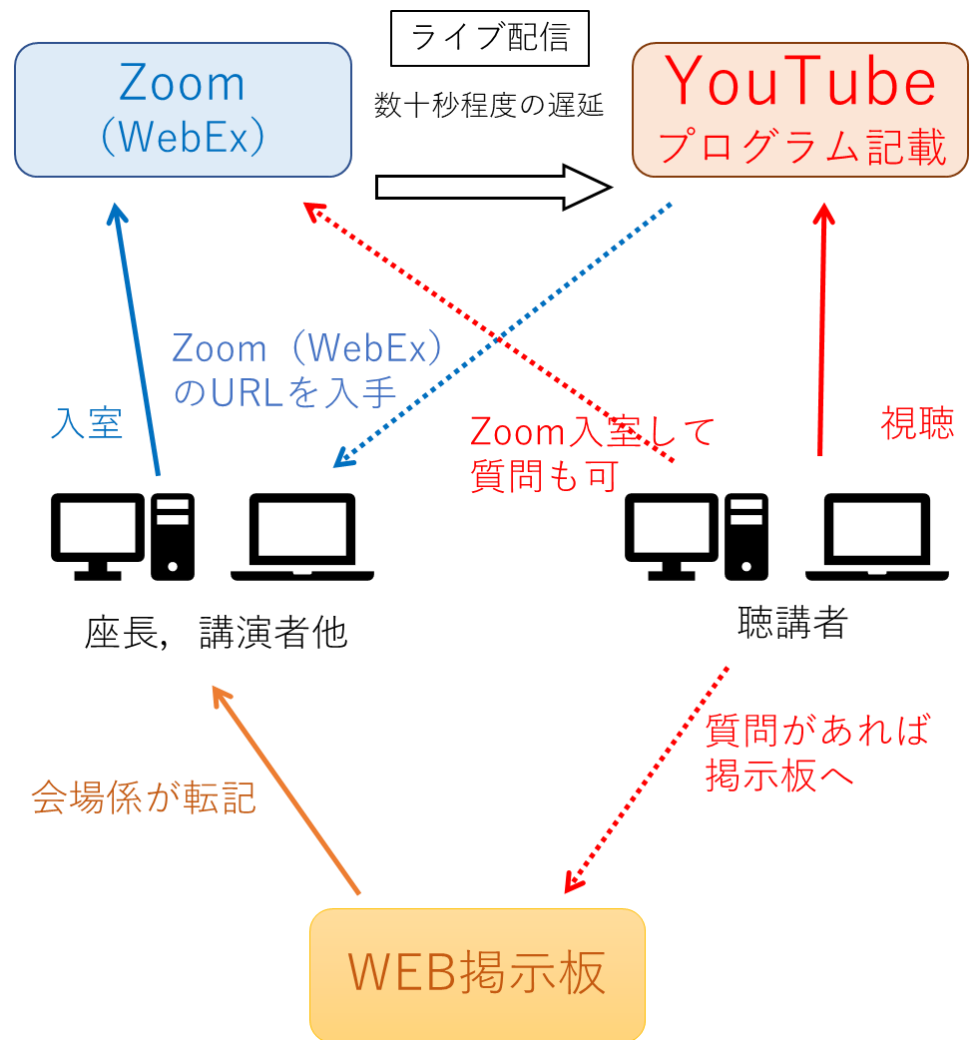 ライブ配信
Zoom
（WebEx）
数十秒程度の遅延
YouTube
プログラム記載
Zoom（WebEx）
のURLを入手
入室
Zoom入室して
質問も可
視聴
座長，講演者他
聴講者
質問があれば
掲示板へ
会場係が転記
WEB掲示板